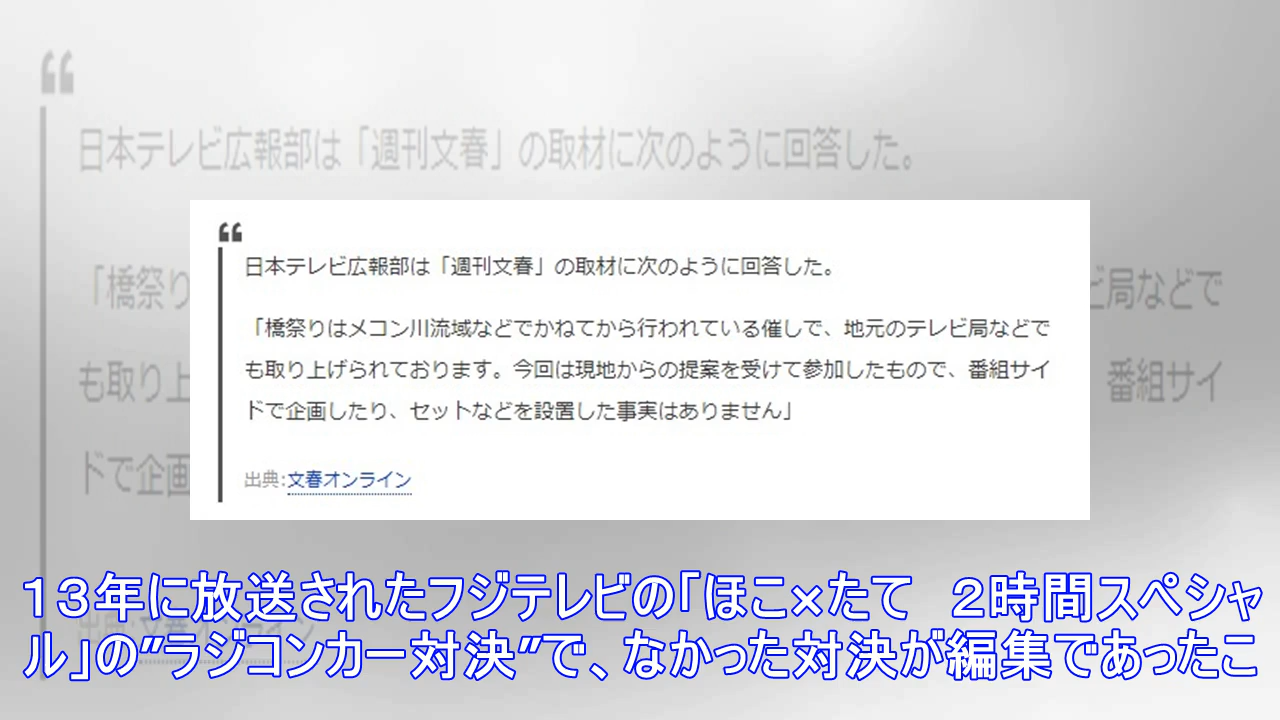 ❝
日本テレビ広報部は「週刊文春」の取材に次のように回答した。
「橋祭りはメコン川流域などでかねてから行われている催しで、地元のテレビ局などで
も取り上げられております。今回は現地からの提案を受けて参加したもので、番組サイ
ドで企画したり、セットなどを設置した事実はありません」
出典:文春オンライン
１３年に放送されたフジテレビの「ほこ×たて　２時間スペシャ
ル」の”ラジコンカー対決”で、なかった対決が編集であったこ